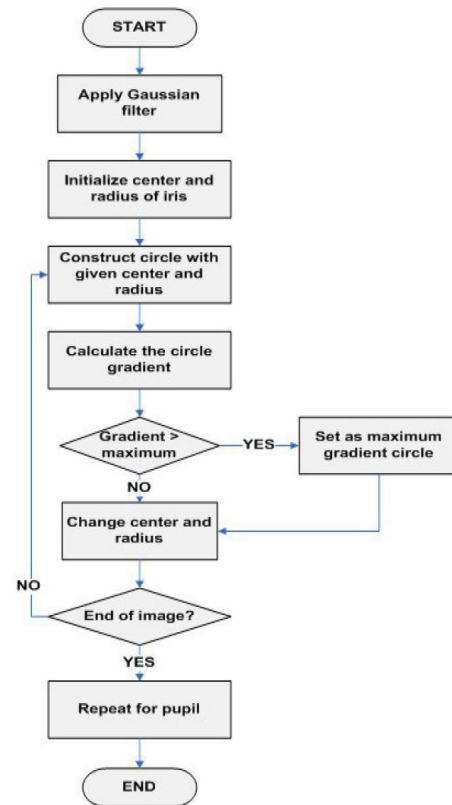 START
Apply Gaussian
filter
Initialize center and
radius of iris
Construct circle with
given center and
radius
Calculate the circle
gradient
Gradient >
maximum
YES
Set as maximum
gradient circle
NO
Change center and
radius
NO
End of image?
YES
Repeat for pupil
END